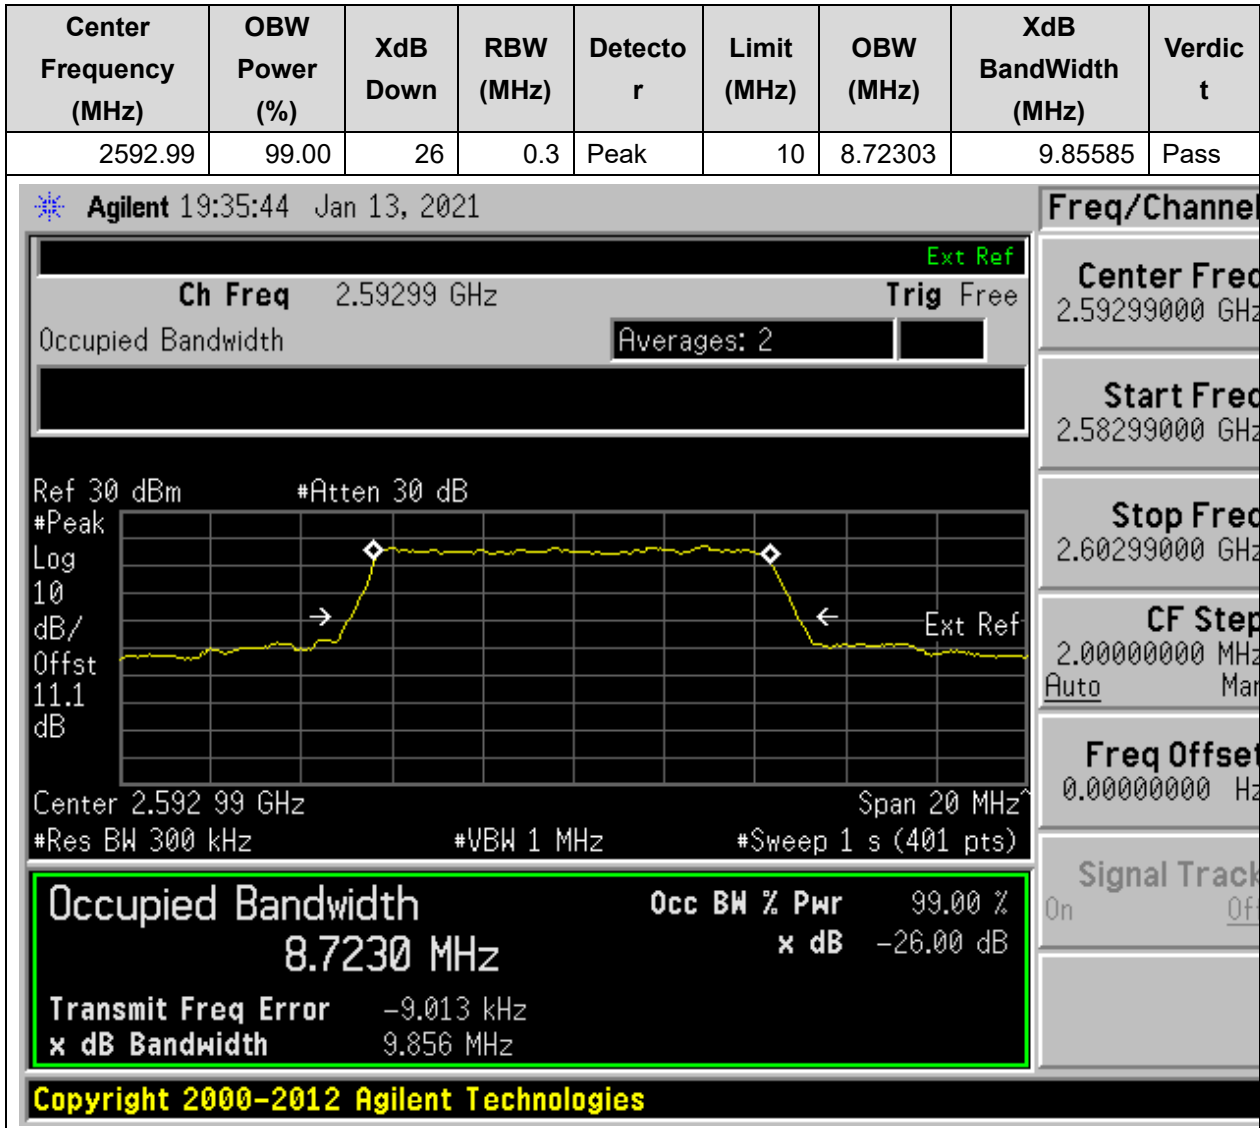 Center Frequency (MHz) OBW Power (%) XdB Down RBW (MHz) Detector Limit (MHz) OBW (MHz) XdB BandWidth (MHz) Verdict
2592.99 99.00 26 0.3 Peak 10 8.72303 9.85585 Pass
Agilent 19:35:44 Jan 13, 2021
Freq/Channel
Ext Ref
Ch Freq 2.59299 GHz Trig Free
Occupied Bandwidth Averages: 2
Center Freq
2.59299000 GHz
Start Freq
2.58299000 GHz
Stop Freq
2.60299000 GHz
CF Step
2.00000000 MHz
Auto Man
Freq Offset
0.00000000 Hz
Signal Track
On Off
Ref 30 dBm #Atten 30 dB
#Peak
Log
10
dB/
Offst
11.1
dB
Ext Ref
Center 2.592 99 GHz Span 20 MHz^
#Res BW 300 kHz #VBW 1 MHz #Sweep 1 s (401 pts)
Occupied Bandwidth Occ BW % Pwr 99.00 %
8.7230 MHz x dB -26.00 dB
Transmit Freq Error -9.013 kHz
x dB Bandwidth 9.856 MHz
Copyright 2000-2012 Agilent Technologies